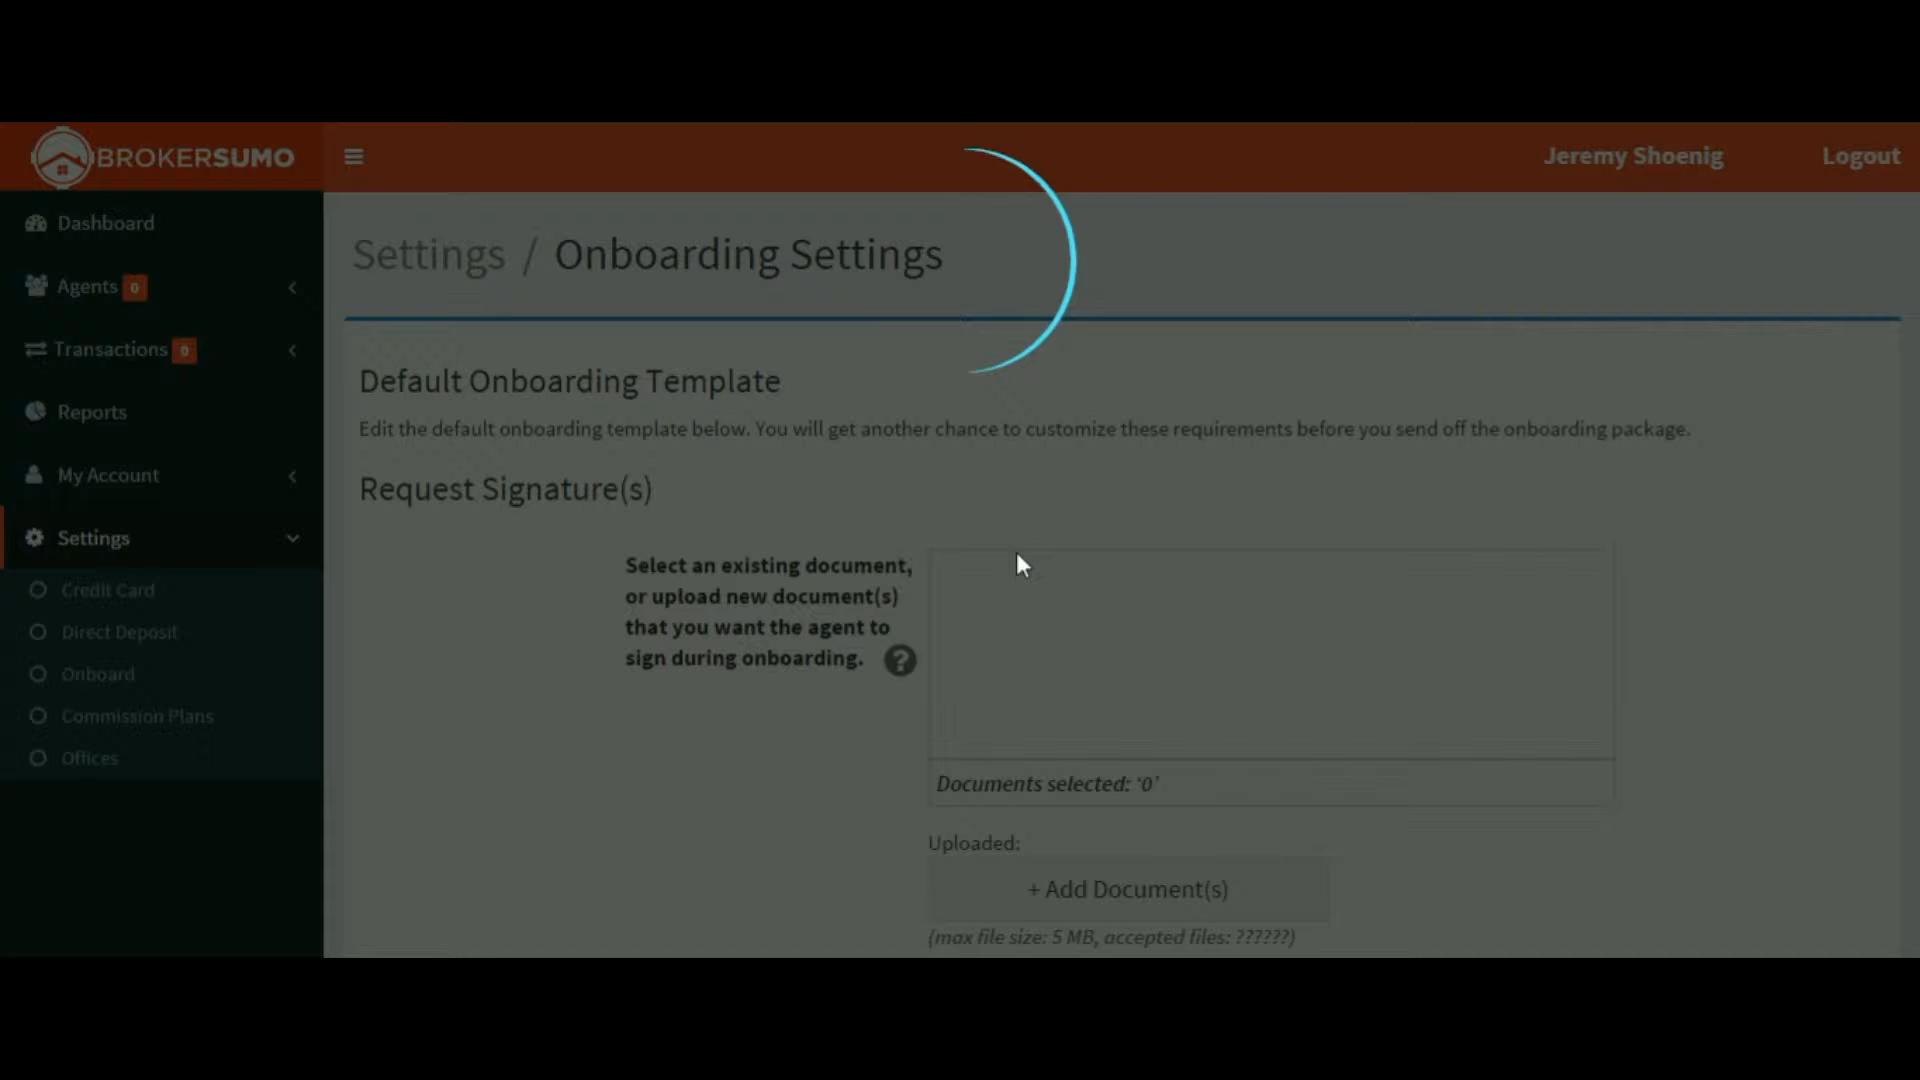 BROKERSUMO
Jeremy Shoenig
Logout
Dashboard
Agents 0
Transactions 0
Reports
My Account
Settings
Credit Card
Direct Deposit
Onboard
Commission Plans
Offices
Settings / Onboarding Settings
Default Onboarding Template
Edit the default onboarding template below. You will get another chance to customize these requirements before you send off the onboarding package.
Request Signature(s)
Select an existing document,
or upload new document(s)
that you want the agent to
sign during onboarding. ?
Documents selected: ‘0’
Uploaded:
+ Add Document(s)
(max file size: 5 MB, accepted files: ??????)